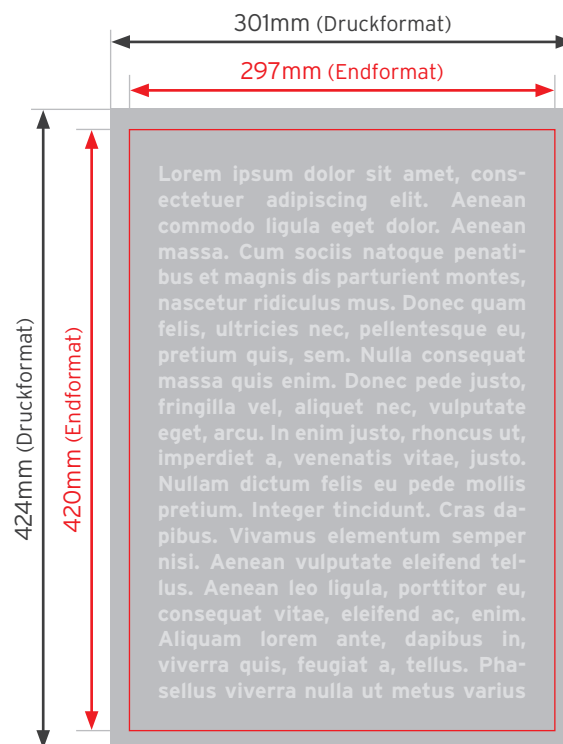 301mm (Druckformat)
297mm (Endformat)
424mm (Druckformat)
420mm (Endformat)
Lorem ipsum dolor sit amet, cons-
ectetuer adipiscing elit. Aenean
commodo ligula eget dolor. Aenean
massa. Cum sociis natoque penati-
bus et magnis dis parturient montes,
nascetur ridiculus mus. Donec quam
felis, ultricies nec, pellentesque eu,
pretium quis, sem. Nulla consequat
massa quis enim. Donec pede justo,
fringilla vel, aliquet nec, vulputate
eget, arcu. In enim justo, rhoncus ut,
imperdiet a, venenatis vitae, justo.
Nullam dictum felis eu pede mollis
pretium. Integer tincidunt. Cras da-
pibus. Vivamus elementum semper
nisi. Aenean vulputate eleifend tel-
lus. Aenean leo ligula, porttitor eu,
consequat vitae, eleifend ac, enim.
Aliquam lorem ante, dapibus in,
viverra quis, feugiat a, tellus. Pha-
sellus viverra nulla ut metus varius